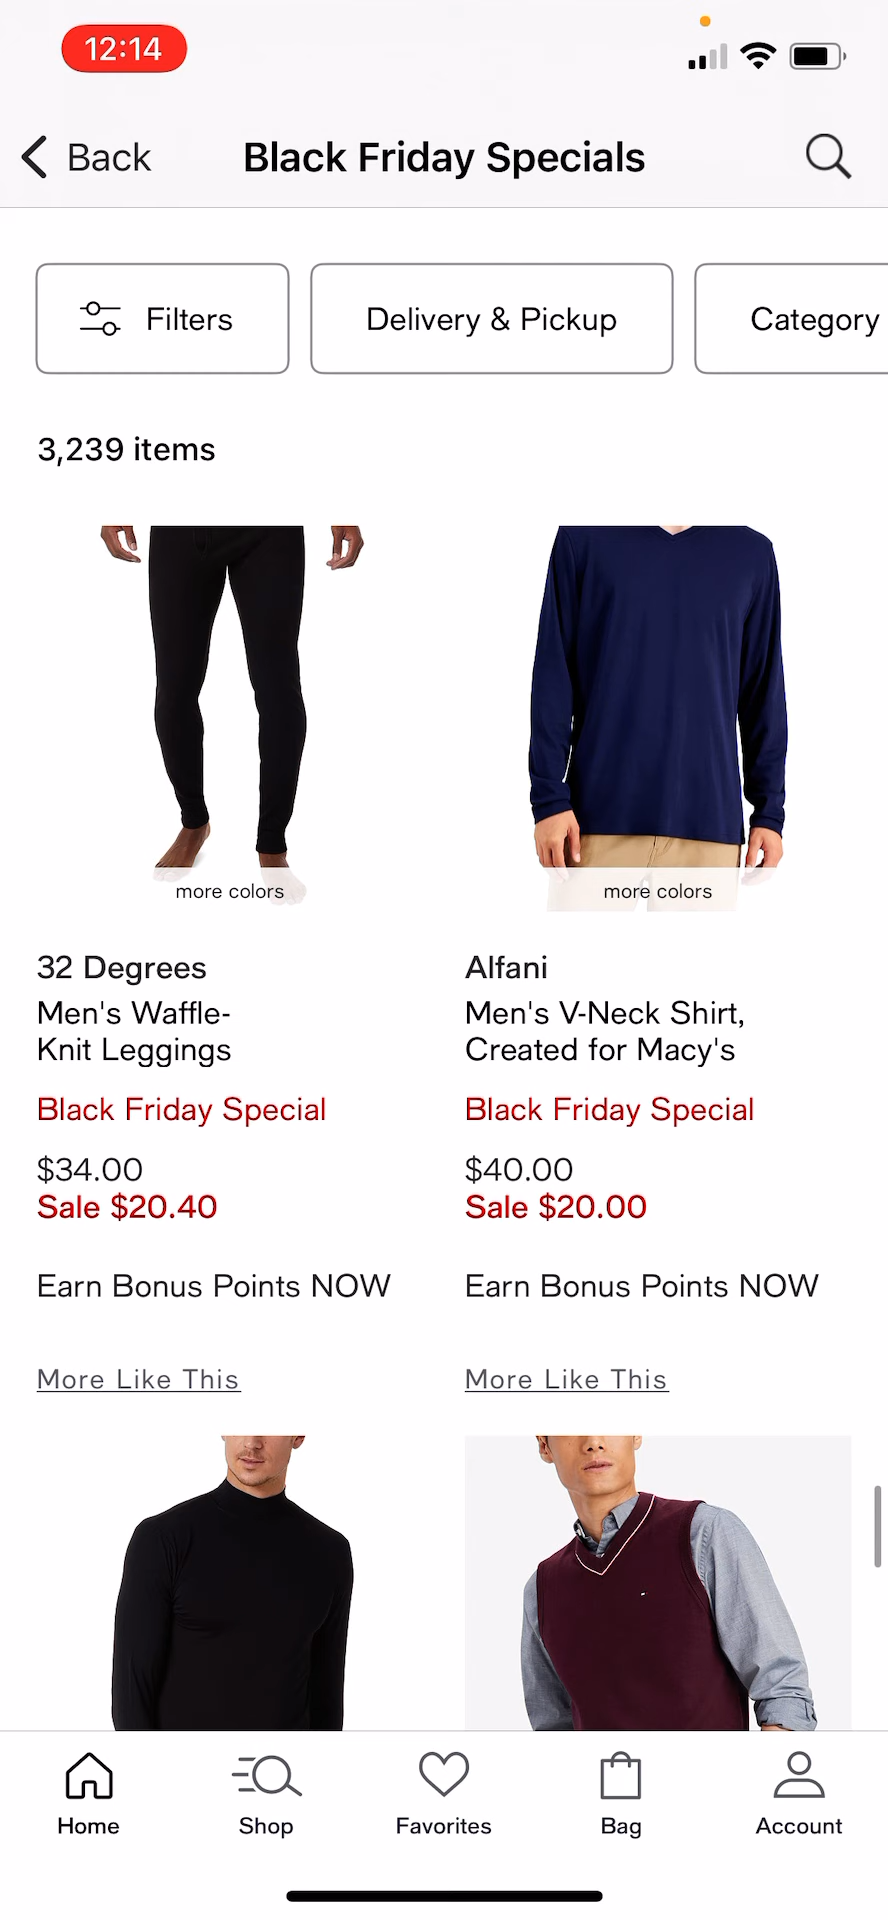 12:14
Back
Black Friday Specials
Filters
Delivery & Pickup
Category
3,239 items
more colors
more colors
32 Degrees
Men's Waffle-
Knit Leggings
Black Friday Special
$34.00
Sale $20.40
Earn Bonus Points NOW
More Like This
Alfani
Men's V-Neck Shirt,
Created for Macy's
Black Friday Special
$40.00
Sale $20.00
Earn Bonus Points NOW
More Like This
Home
Shop
Favorites
Bag
Account